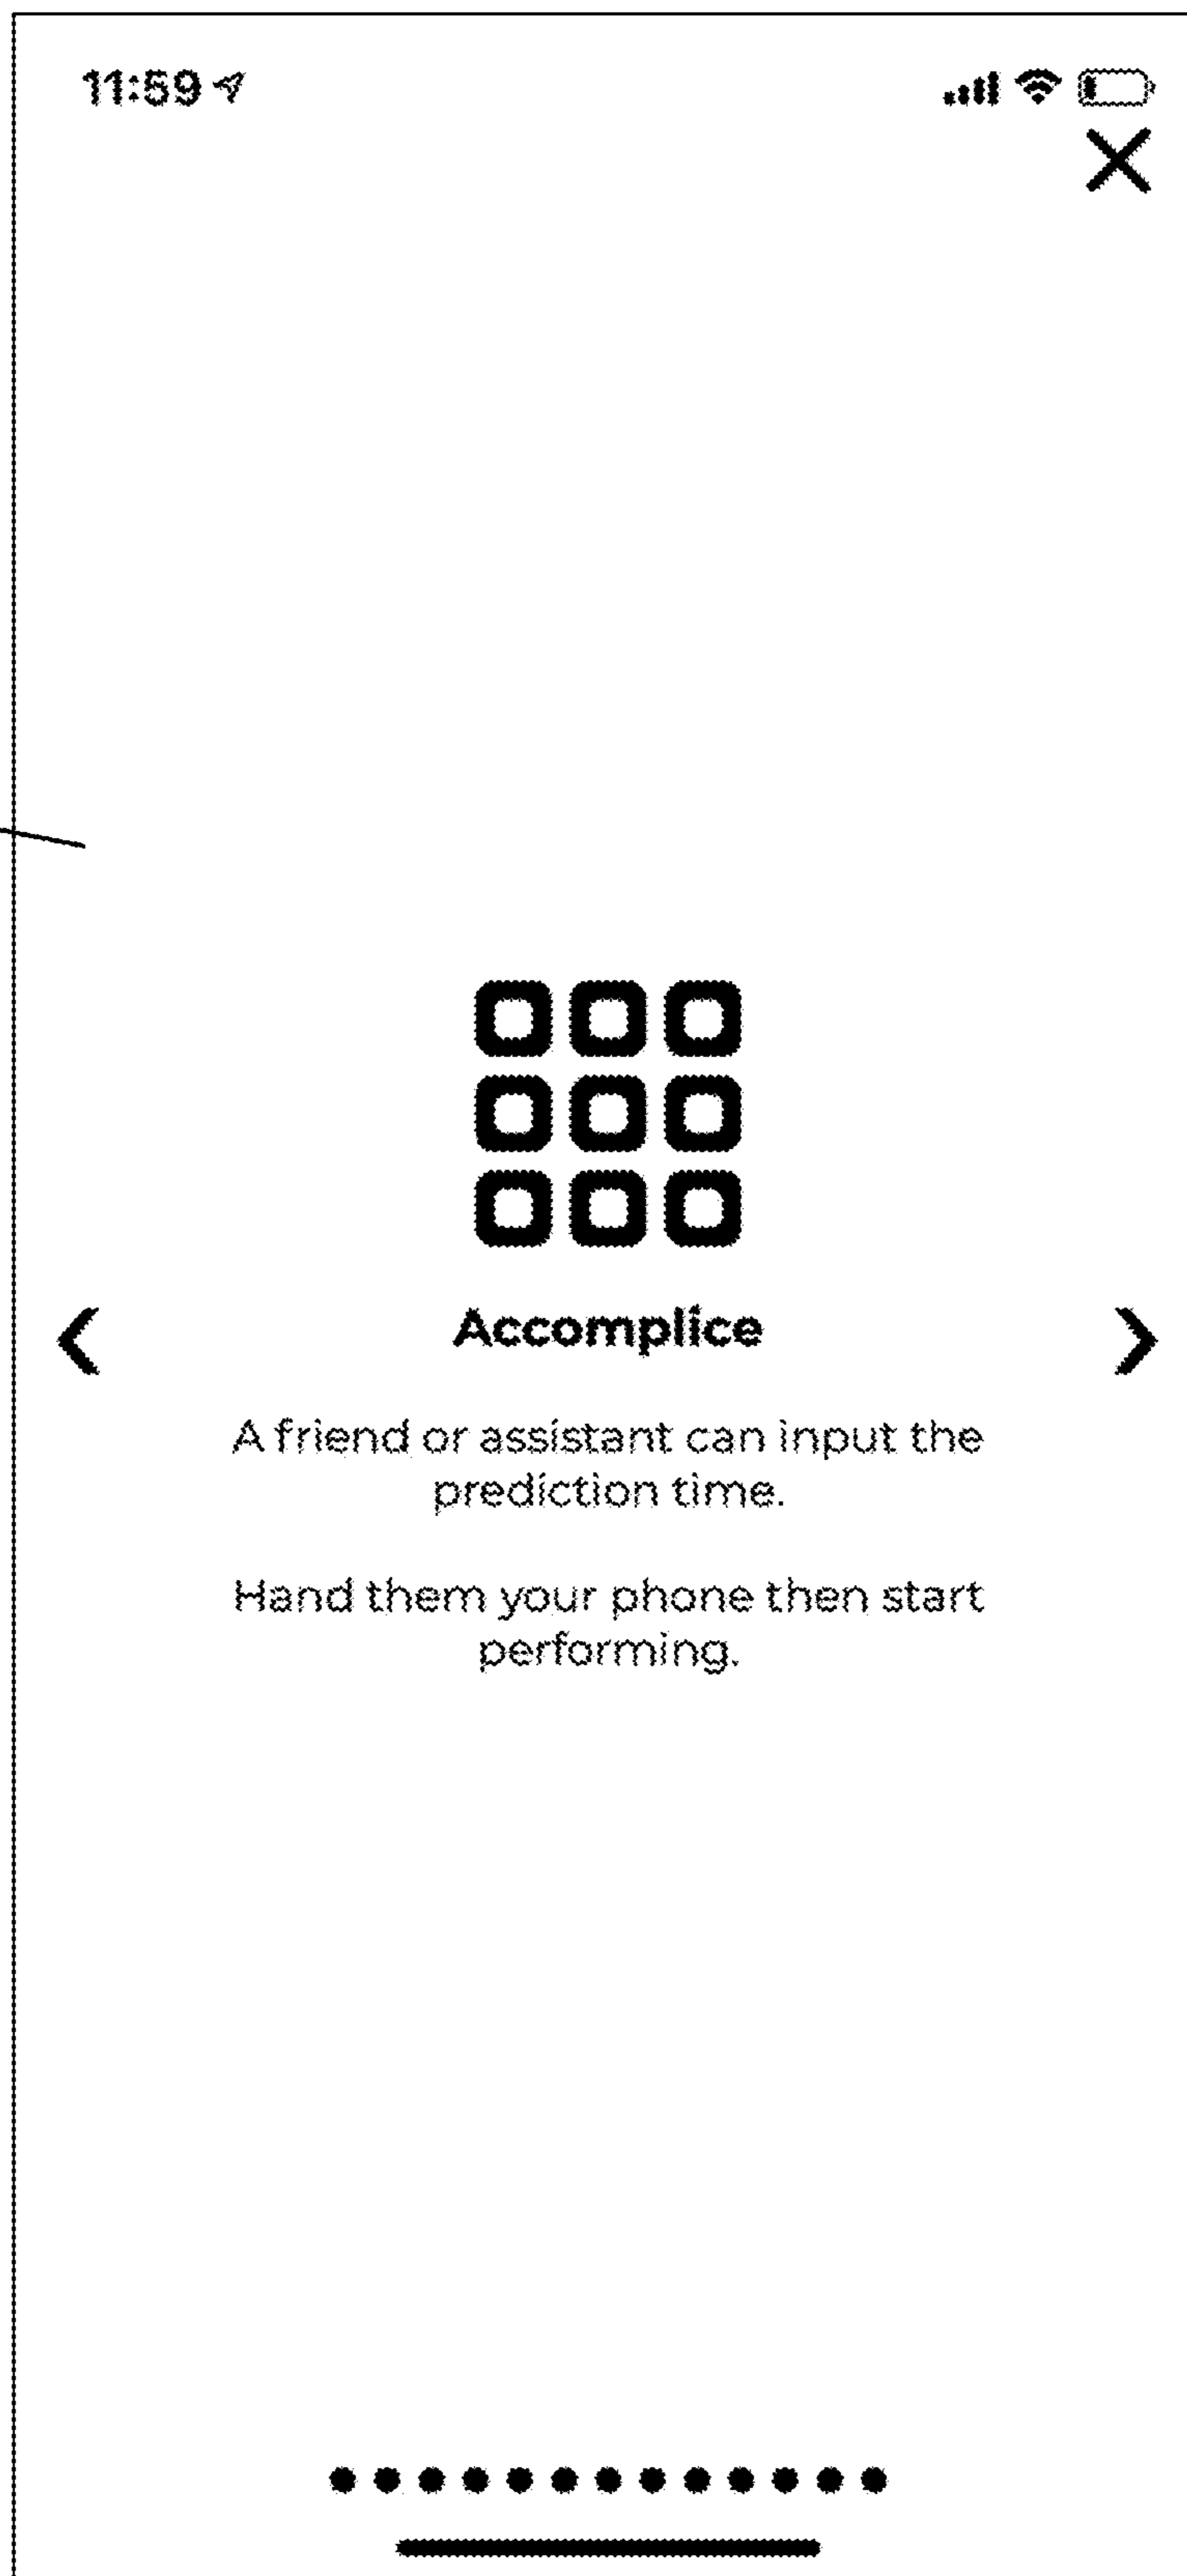 11:59
Accomplice
A friend or assistant can input the
prediction time.
Hand them your phone then start
performing.